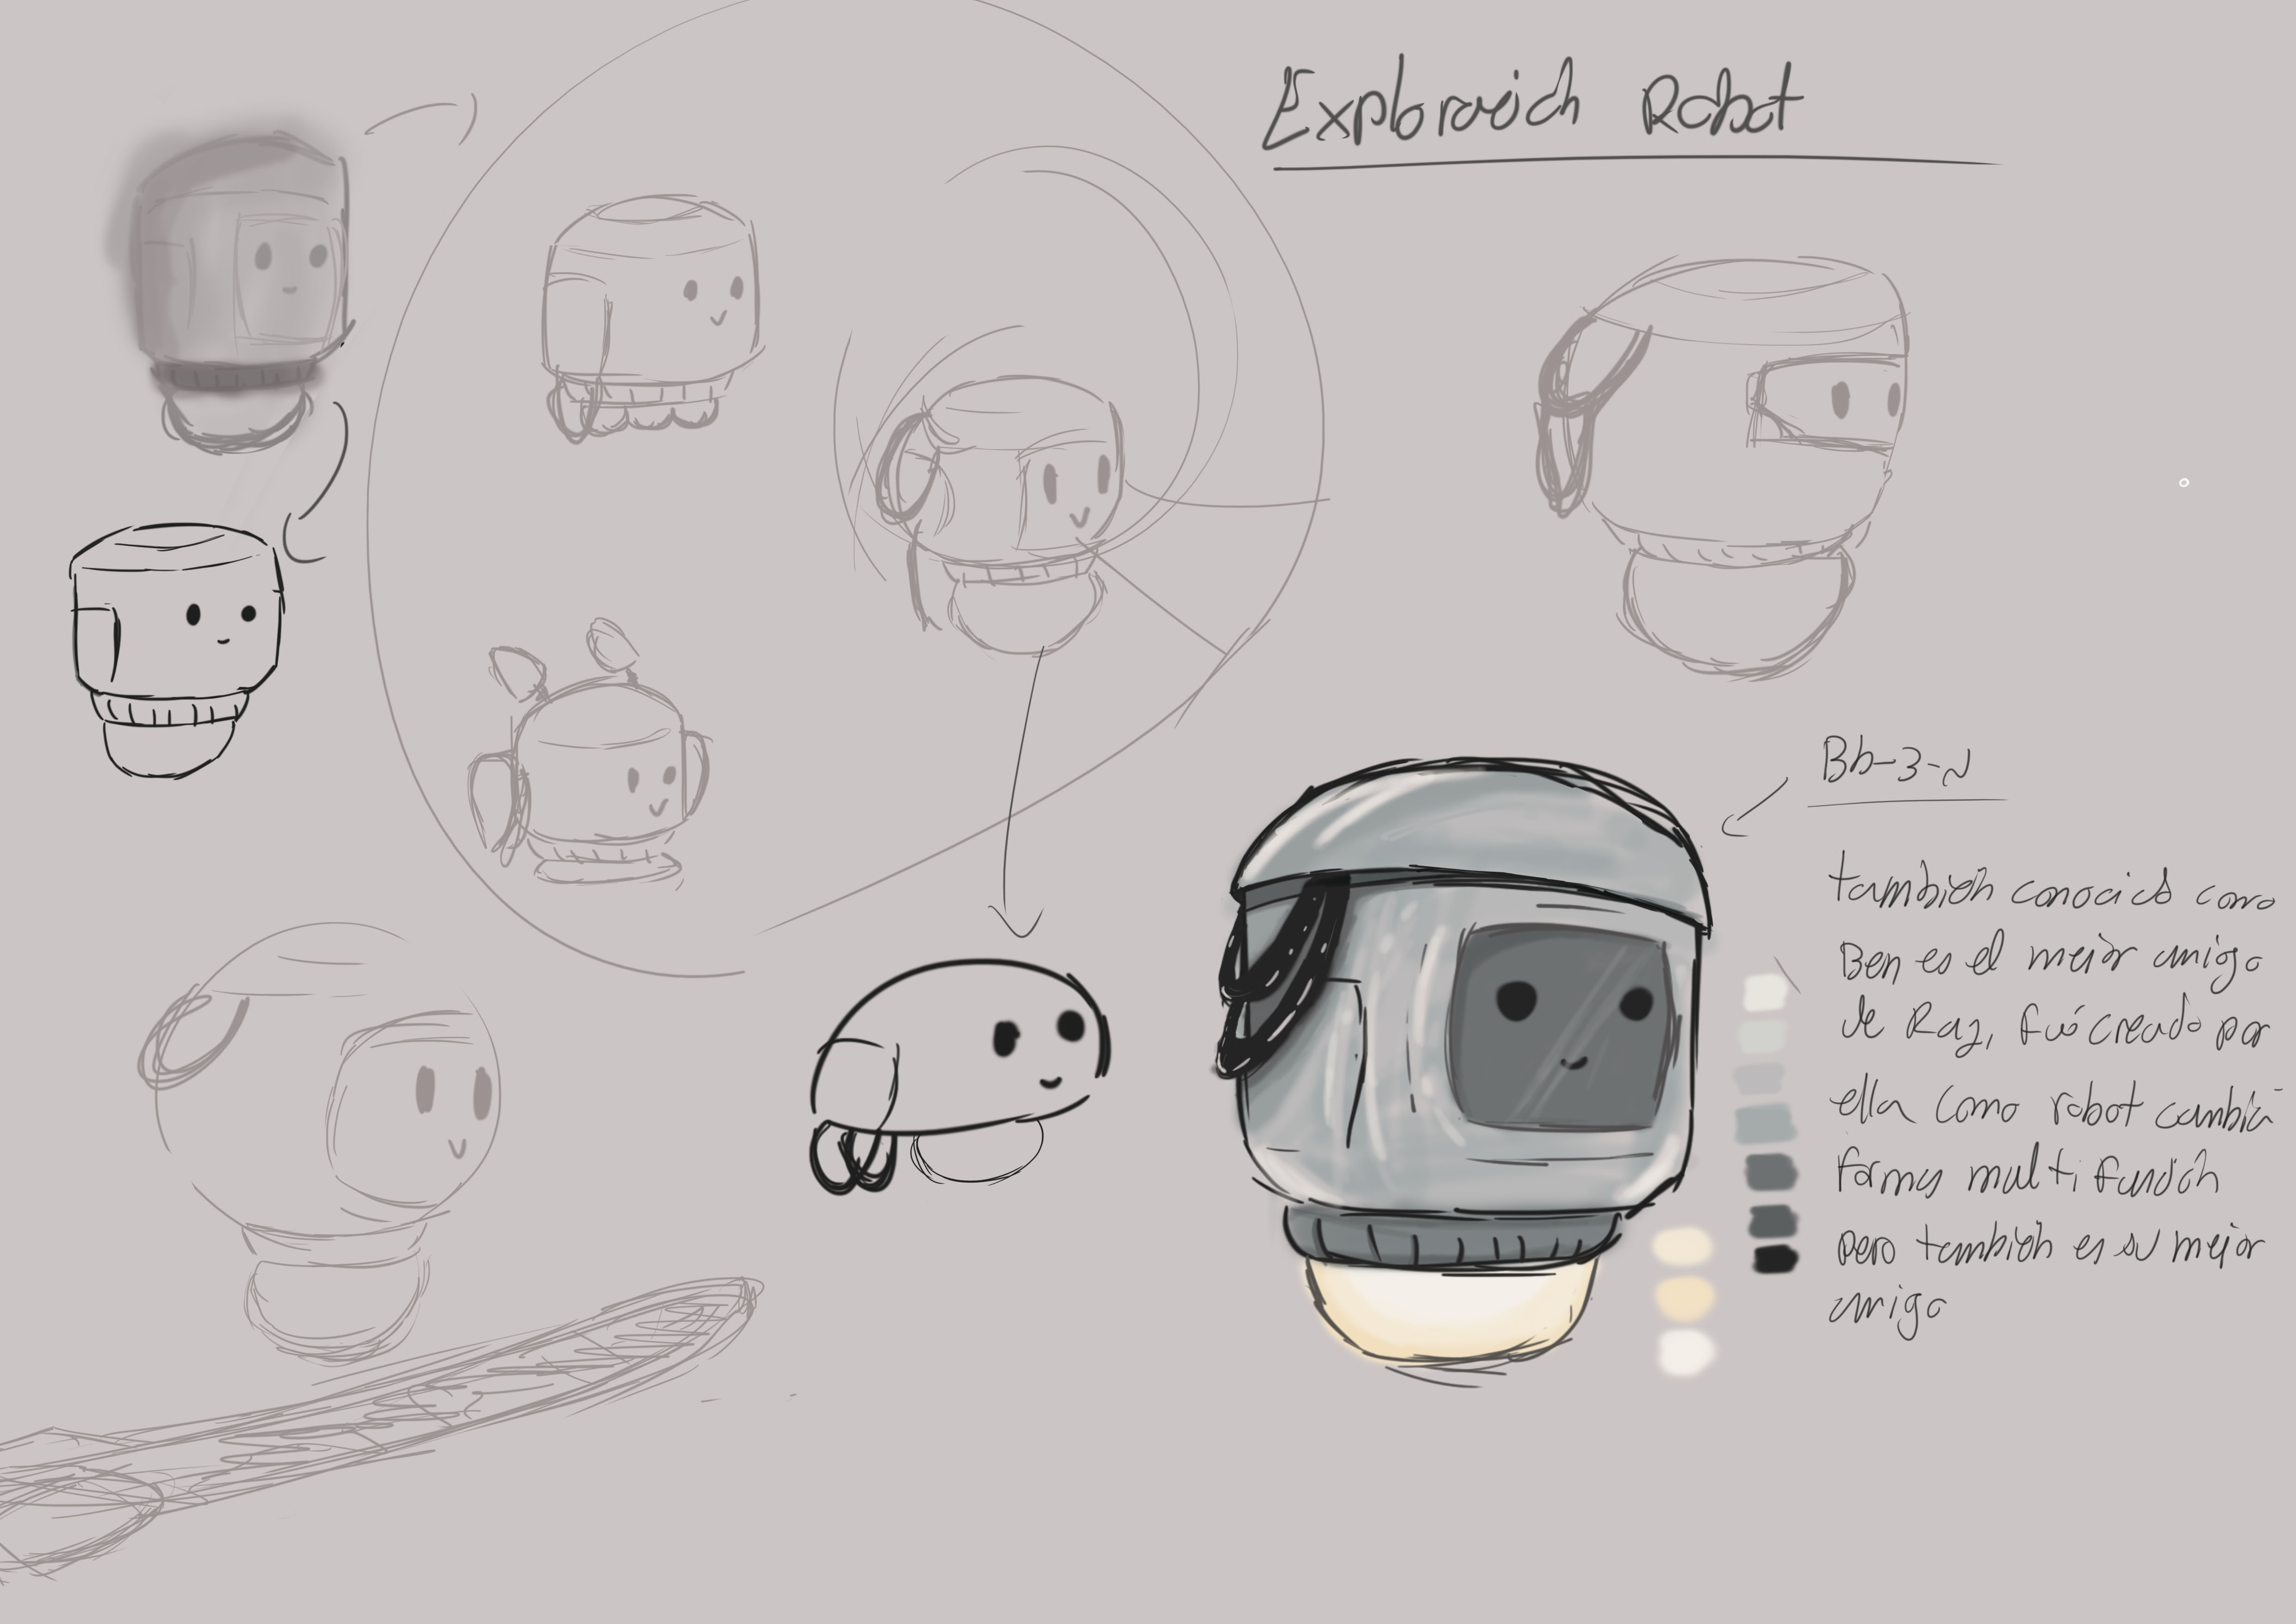 Exploración Robot
Bb-3-N
también conocido como
Ben es el mejor amigo
de Raz, fué creado por
ella como robot cambia
formas multi función
pero también es su mejor
amigo